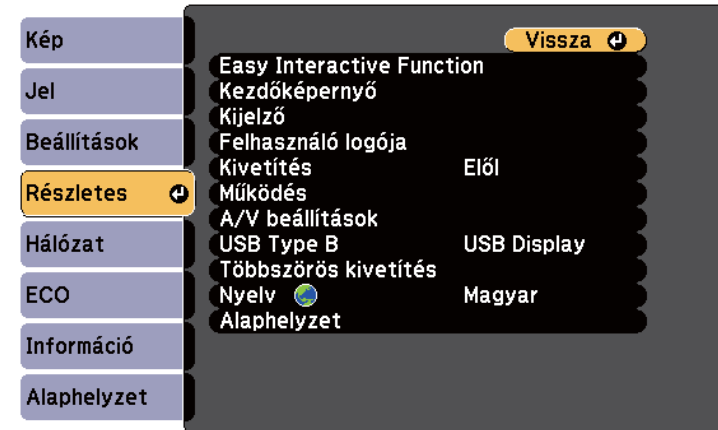 Kép
Jel
Beállítások
Részletes
Hálózat
ECO
Információ
Alaphelyzet
Vissza
Easy Interactive Function
Kezdőképernyő
Kijelző
Felhasználó logója
Kivetítés Elől
Működés
A/V beállítások
USB Type B USB Display
Többszörös kivetítés
Nyelv Magyar
Alaphelyzet